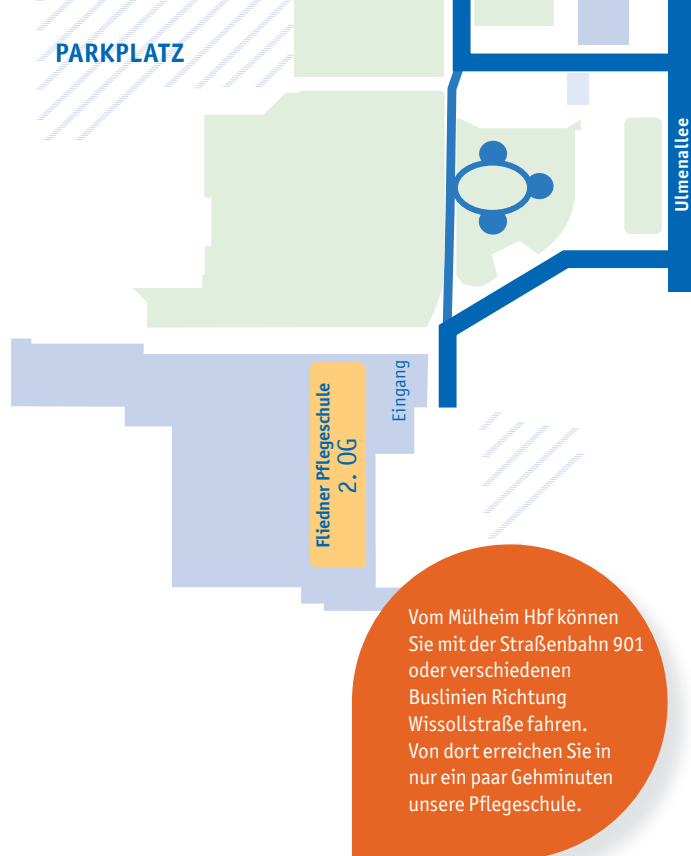 PARKPLATZ
Ulmenallee
Eingang
Fliedner Pflegeschule
2. OG
Vom Mülheim Hbf können
Sie mit der Straßenbahn 901
oder verschiedenen
Buslinien Richtung
Wissollstraße fahren.
Von dort erreichen Sie in
nur ein paar Gehminuten
unsere Pflegeschule.